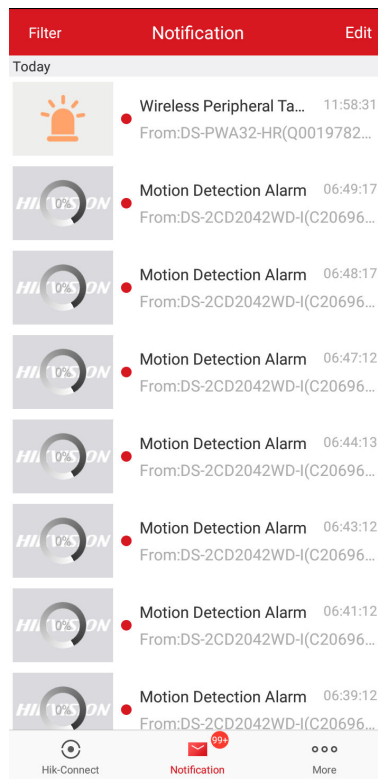 Filter Notification Edit
Today
Wireless Peripheral Ta... 11:58:31
From:DS-PWA32-HR(Q0019782...
Motion Detection Alarm 06:49:17
0%
From:DS-2CD2042WD-I(C20696...
Motion Detection Alarm 06:48:17
0%
From:DS-2CD2042WD-I(C20696...
Motion Detection Alarm 06:47:12
0%
From:DS-2CD2042WD-I(C20696...
Motion Detection Alarm 06:44:13
0%
From:DS-2CD2042WD-I(C20696...
Motion Detection Alarm 06:43:12
0%
From:DS-2CD2042WD-I(C20696...
Motion Detection Alarm 06:41:12
0%
From:DS-2CD2042WD-I(C20696...
Motion Detection Alarm 06:39:12
0%
From:DS-2CD2042WD-I(C20696...
99+
Hik-Connect Notification More